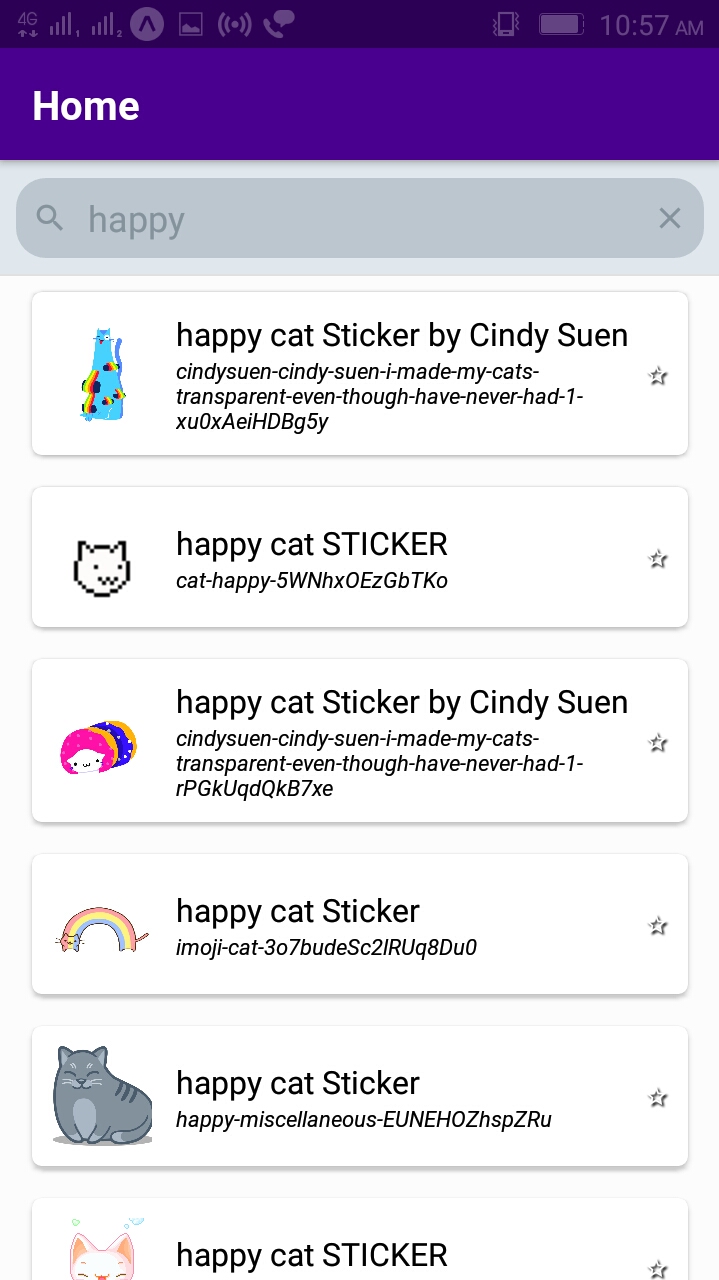 4G 1 2 10:57 AM
Home
happy
happy cat Sticker by Cindy Suen
cindysuen-cindy-suen-i-made-my-cats-
transparent-even-though-have-never-had-1-
xu0xAeiHDBg5y
happy cat STICKER
cat-happy-5WNhxOEzGbTKo
happy cat Sticker by Cindy Suen
cindysuen-cindy-suen-i-made-my-cats-
transparent-even-though-have-never-had-1-
rPGkUqdQkB7xe
happy cat Sticker
imoji-cat-3o7budeSc2lRUq8Du0
happy cat Sticker
happy-miscellaneous-EUNEHOZhspZRu
happy cat STICKER